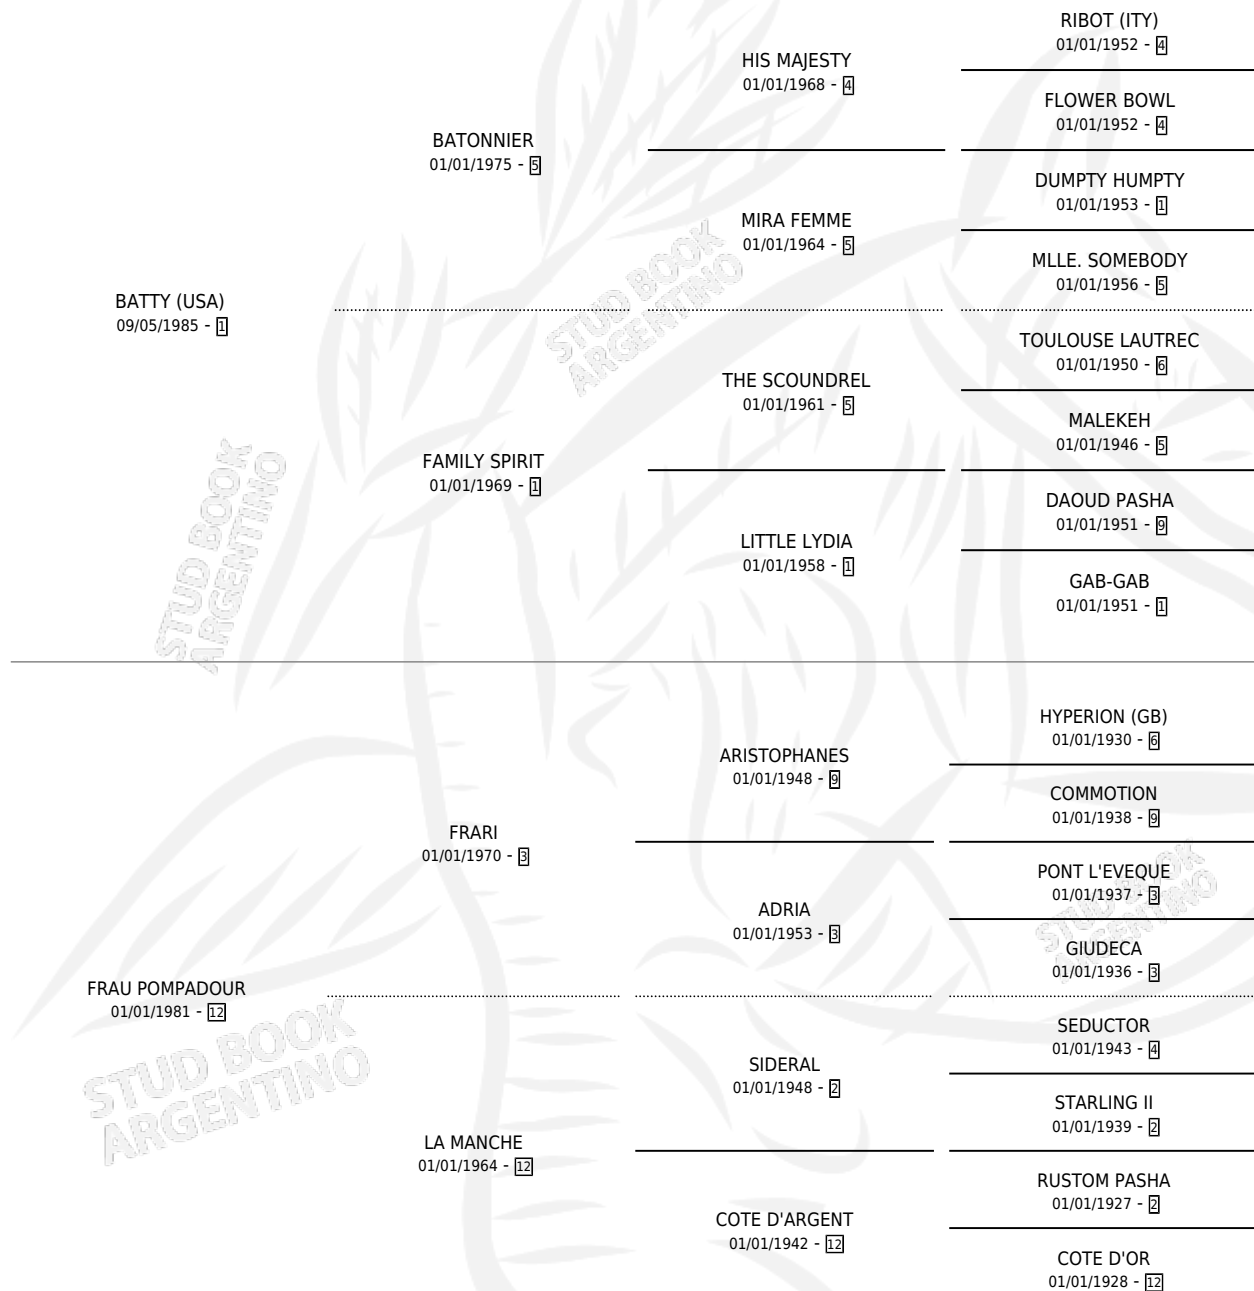 RIBOT (ITY)
01/01/1952 - 4
HIS MAJESTY
01/01/1968 - 4
FLOWER BOWL
01/01/1952 - 4
BATONNIER
01/01/1975 - 5
DUMPTY HUMPTY
01/01/1953 - 1
MIRA FEMME
01/01/1964 - 5
MLLE. SOMEBODY
01/01/1956 - 5
BATTY (USA)
09/05/1985 - 1
TOULOUSE LAUTREC
01/01/1950 - 6
THE SCOUNDREL
01/01/1961 - 5
MALEKEH
01/01/1946 - 5
FAMILY SPIRIT
01/01/1969 - 1
DAOUD PASHA
01/01/1951 - 9
LITTLE LYDIA
01/01/1958 - 1
GAB-GAB
01/01/1951 - 1
HYPERION (GB)
01/01/1930 - 6
ARISTOPHANES
01/01/1948 - 9
COMMOTION
01/01/1938 - 9
FRARI
01/01/1970 - 3
PONT L'EVEQUE
01/01/1937 - 3
ADRIA
01/01/1953 - 3
GIUDECA
01/01/1936 - 3
FRAU POMPADOUR
01/01/1981 - 12
SEDUCTOR
01/01/1943 - 4
SIDERAL
01/01/1948 - 2
STARLING II
01/01/1939 - 2
LA MANCHE
01/01/1964 - 12
RUSTOM PASHA
01/01/1927 - 2
COTE D'ARGENT
01/01/1942 - 12
COTE D'OR
01/01/1928 - 12
STUD BOOK
ARGENTINO
STUD BOOK
ARGENTINO
STUD BOOK
ARGENTINO
STUD BOOK
ARGENTINO